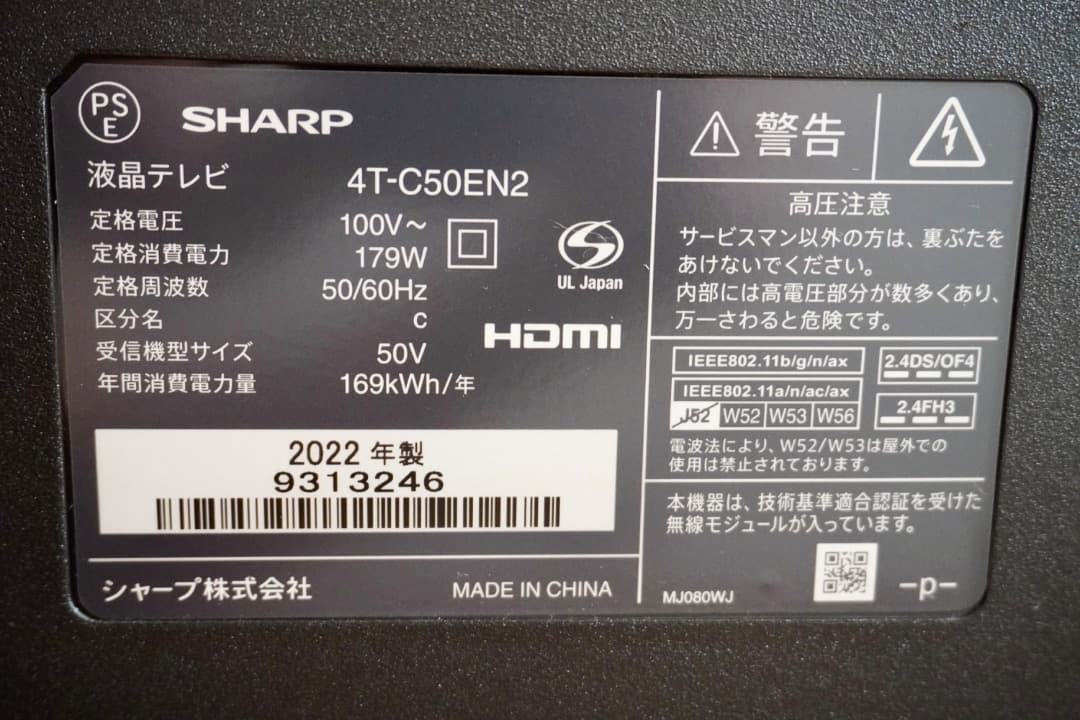 PS
E
SHARP
液晶テレビ 4T-C50EN2
定格電圧 100V～
定格消費電力 179W
定格周波数 50/60Hz
区分名 C
受信機型サイズ 50V
年間消費電力量 169kWh/年
UL Japan
HDMI
2022 年製
9313246
シャープ株式会社 MADE IN CHINA
警告
高圧注意
サービスマン以外の方は、裏ぶたを
あけないでください。
内部には高電圧部分が数多くあり、
万一さわると危険です。
IEEE802.11b/g/n/ax
IEEE802.11a/n/ac/ax
J52 W52 W53 W56
2.4DS/OF4
2.4FH3
電波法により、W52/W53は屋外での
使用は禁止されております。
本機器は、技術基準適合認証を受けた
無線モジュールが入っています。
MJ080WJ
-p-